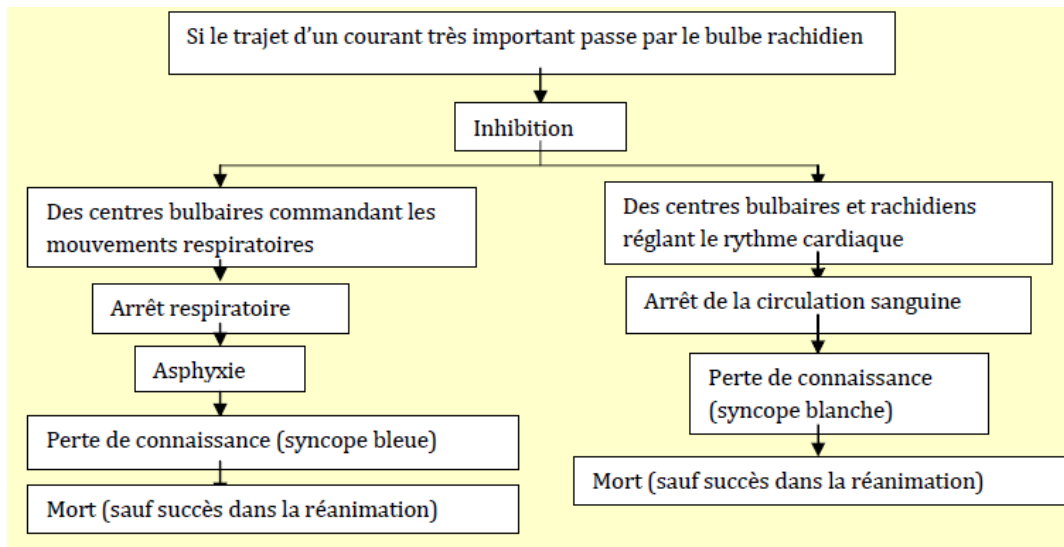 Si le trajet d'un courant très important passe par le bulbe rachidien
Inhibition
Des centres bulbaires commandant les
mouvements respiratoires
Arrêt respiratoire
Asphyxie
Perte de connaissance (syncope bleue)
Mort (sauf succès dans la réanimation)
Des centres bulbaires et rachidiens
réglant le rythme cardiaque
Arrêt de la circulation sanguine
Perte de connaissance
(syncope blanche)
Mort (sauf succès dans la réanimation)